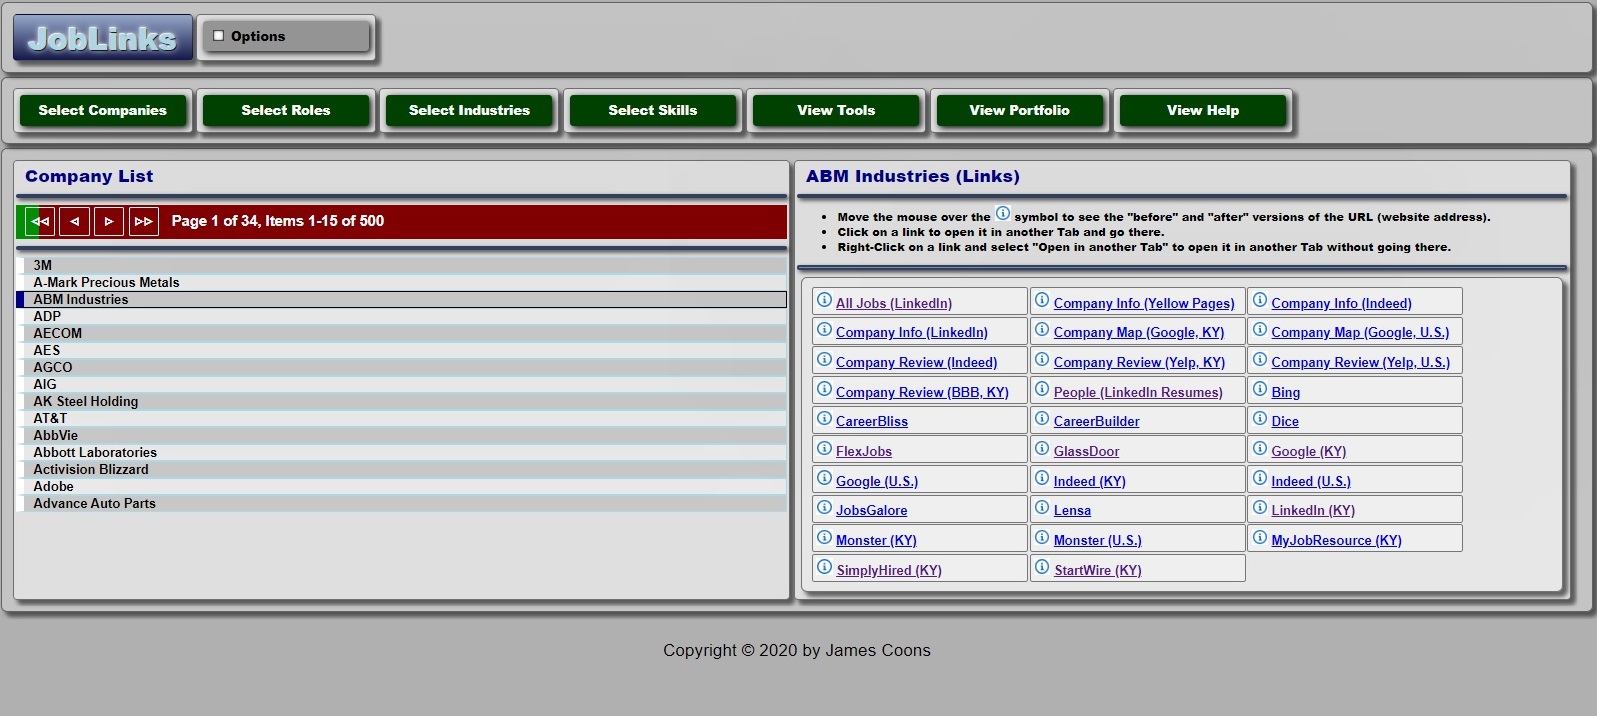 JobLinks
Options
Select Companies
Select Roles
Select Industries
Select Skills
View Tools
View Portfolio
View Help
Company List
Page 1 of 34, Items 1-15 of 500
3M
A-Mark Precious Metals
ABM Industries
ADP
AECOM
AES
AGCO
AIG
AK Steel Holding
AT&T
AbbVie
Abbott Laboratories
Activision Blizzard
Adobe
Advance Auto Parts
ABM Industries (Links)
Move the mouse over the ⓘ symbol to see the "before" and "after" versions of the URL (website address).
Click on a link to open it in another Tab and go there.
Right-Click on a link and select "Open in another Tab" to open it in another Tab without going there.
All Jobs (LinkedIn)
Company Info (Yellow Pages)
Company Info (Indeed)
Company Info (LinkedIn)
Company Map (Google, KY)
Company Map (Google, U.S.)
Company Review (Indeed)
Company Review (Yelp, KY)
Company Review (Yelp, U.S.)
Company Review (BBB, KY)
People (LinkedIn Resumes)
Bing
CareerBliss
CareerBuilder
Dice
FlexJobs
GlassDoor
Google (KY)
Google (U.S.)
Indeed (KY)
Indeed (U.S.)
JobsGalore
Lensa
LinkedIn (KY)
Monster (KY)
Monster (U.S.)
MyJobResource (KY)
SimplyHired (KY)
StartWire (KY)
Copyright © 2020 by James Coons